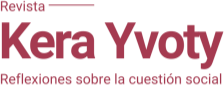 Revista
Kera Yvoty
Reflexiones sobre la cuestión social